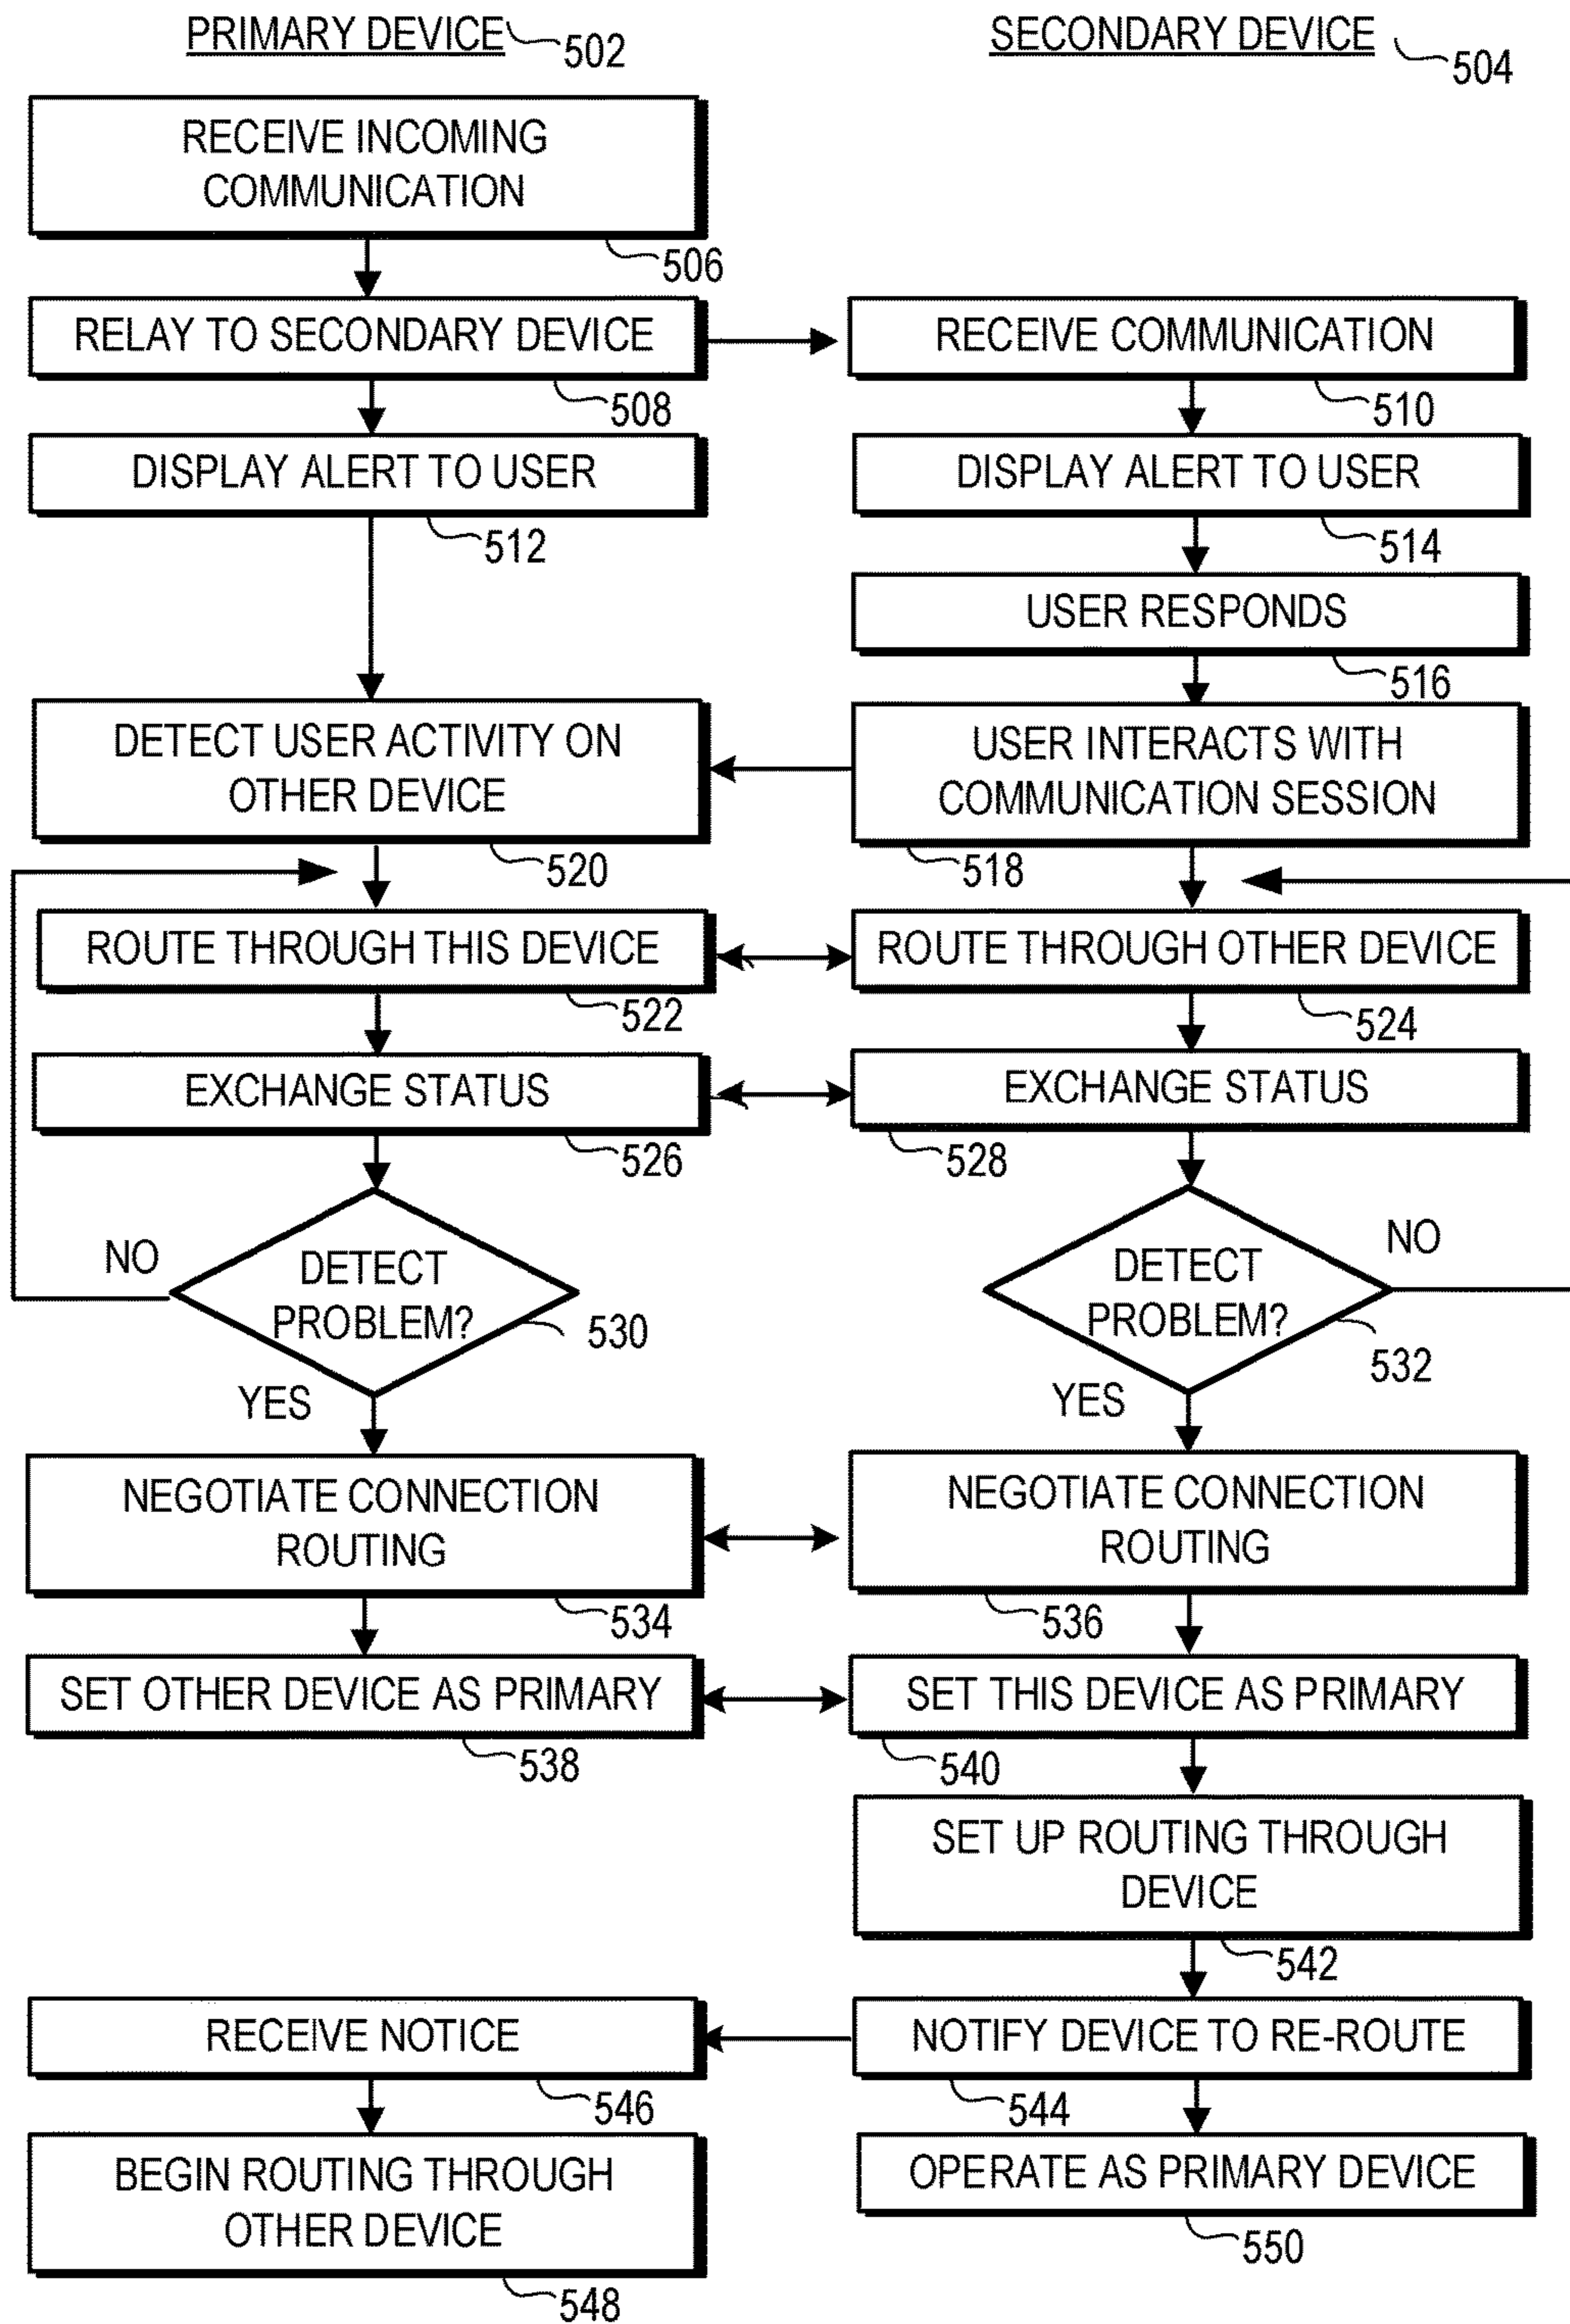 PRIMARY DEVICE 502
SECONDARY DEVICE 504
RECEIVE INCOMING
COMMUNICATION
506
RELAY TO SECONDARY DEVICE
508
RECEIVE COMMUNICATION
510
DISPLAY ALERT TO USER
512
DISPLAY ALERT TO USER
514
USER RESPONDS
516
DETECT USER ACTIVITY ON
OTHER DEVICE
520
USER INTERACTS WITH
COMMUNICATION SESSION
518
ROUTE THROUGH THIS DEVICE
522
ROUTE THROUGH OTHER DEVICE
524
EXCHANGE STATUS
526
EXCHANGE STATUS
528
NO
DETECT
PROBLEM?
530
YES
NO
DETECT
PROBLEM?
532
YES
NEGOTIATE CONNECTION
ROUTING
534
NEGOTIATE CONNECTION
ROUTING
536
SET OTHER DEVICE AS PRIMARY
538
SET THIS DEVICE AS PRIMARY
540
SET UP ROUTING THROUGH
DEVICE
542
RECEIVE NOTICE
546
NOTIFY DEVICE TO RE-ROUTE
544
BEGIN ROUTING THROUGH
OTHER DEVICE
548
OPERATE AS PRIMARY DEVICE
550